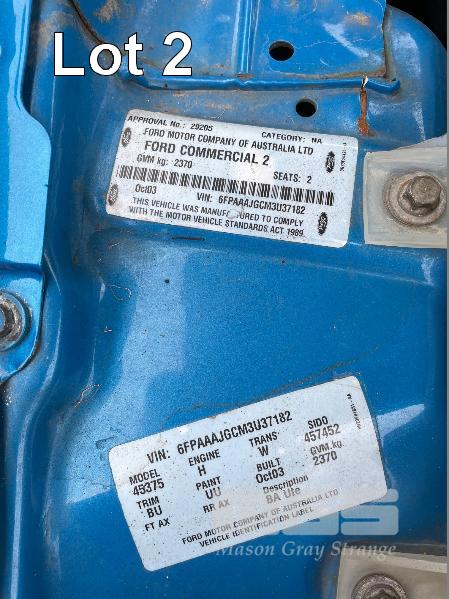 Lot 2
APPROVAL No.: 29205 CATEGORY: NA
FORD MOTOR COMPANY OF AUSTRALIA LTD
FORD COMMERCIAL 2
GVM kg: 2370 SEATS: 2
Oct03 VIN: 6FPAAAJGCM3U37182
THIS VEHICLE WAS MANUFACTURED TO COMPLY
WITH THE MOTOR VEHICLE STANDARDS ACT 1989.
VIN: 6FPAAAJGCM3U37182
MODEL ENGINE TRANS SIDO
45375 H W 457452
TRIM PAINT BUILT GVM.kg.
BU UU Oct03 2370
FT AX RR AX Description
BA Ute
FORD MOTOR COMPANY OF AUSTRALIA LTD
VEHICLE IDENTIFICATION LABEL
Mason Gray Strange